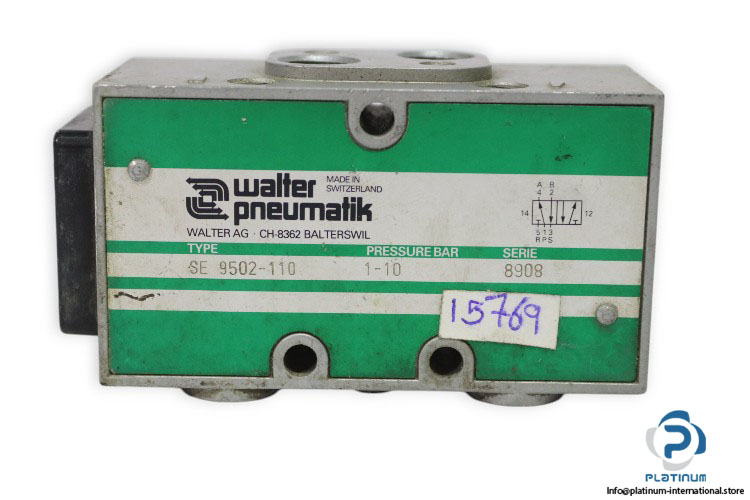 walter
pneumatik
MADE IN
SWITZERLAND
WALTER AG · CH-8362 BALTERSWIL
A B
4 2
14 12
5 1 3
R P S
TYPE PRESSURE BAR SERIE
SE 9502-110 1-10 8908
15769
PLATINUM
Info@platinum-international.store